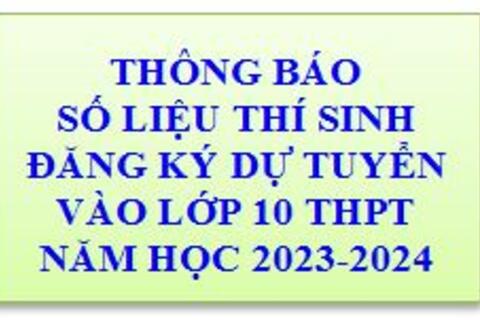 THÔNG BÁO
SỐ LIỆU THÍ SINH
ĐĂNG KÝ DỰ TUYỂN
VÀO LỚP 10 THPT
NĂM HỌC 2023-2024